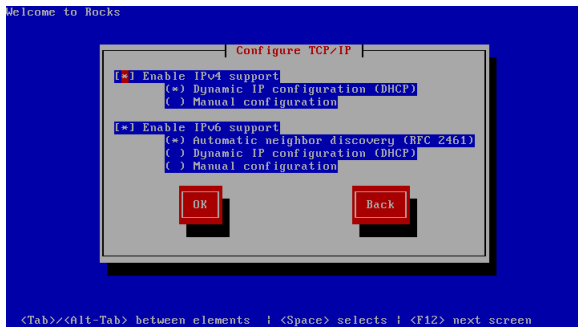 Welcome to Rocks
Configure TCP/IP
[*] Enable IPv4 support
(*) Dynamic IP configuration (DHCP)
( ) Manual configuration
[*] Enable IPv6 support
(*) Automatic neighbor discovery (RFC 2461)
( ) Dynamic IP configuration (DHCP)
( ) Manual configuration
OK Back
<Tab>/<Alt-Tab> between elements | <Space> selects | <F12> next screen